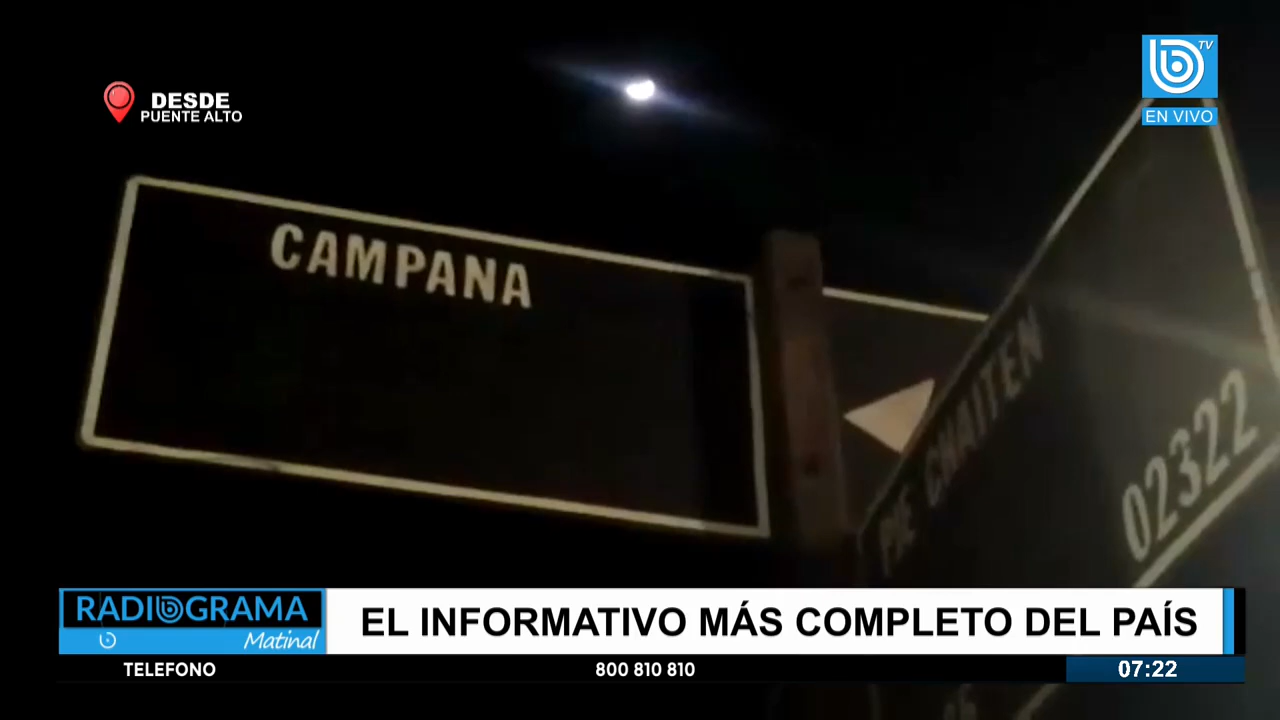 DESDE
PUENTE ALTO
TV
EN VIVO
CAMPANA
PJE CHAITEN
02322
RADIOGRAMA
Matinal
EL INFORMATIVO MÁS COMPLETO DEL PAÍS
TELEFONO
800 810 810
07:22